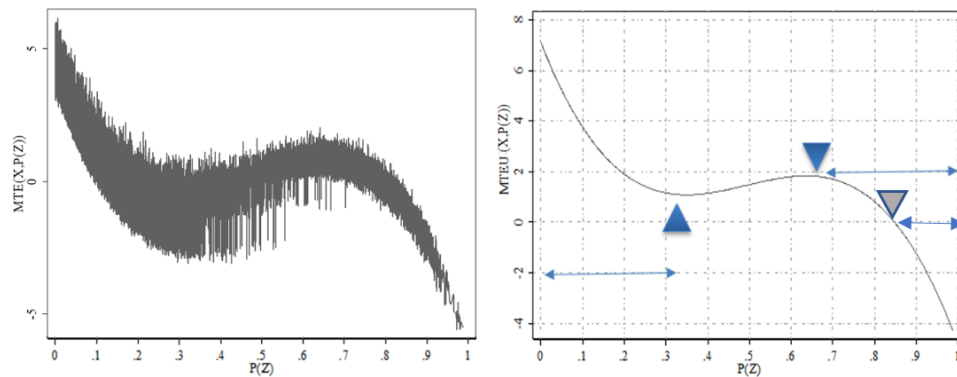 MTE(X,P(Z))
5
0
-5
0 .1 .2 .3 .4 .5 .6 .7 .8 .9 1
P(Z)
MTEU (X,P(Z))
8
6
4
2
0
-2
-4
0 .1 .2 .3 .4 .5 .6 .7 .8 .9 1
P(Z)